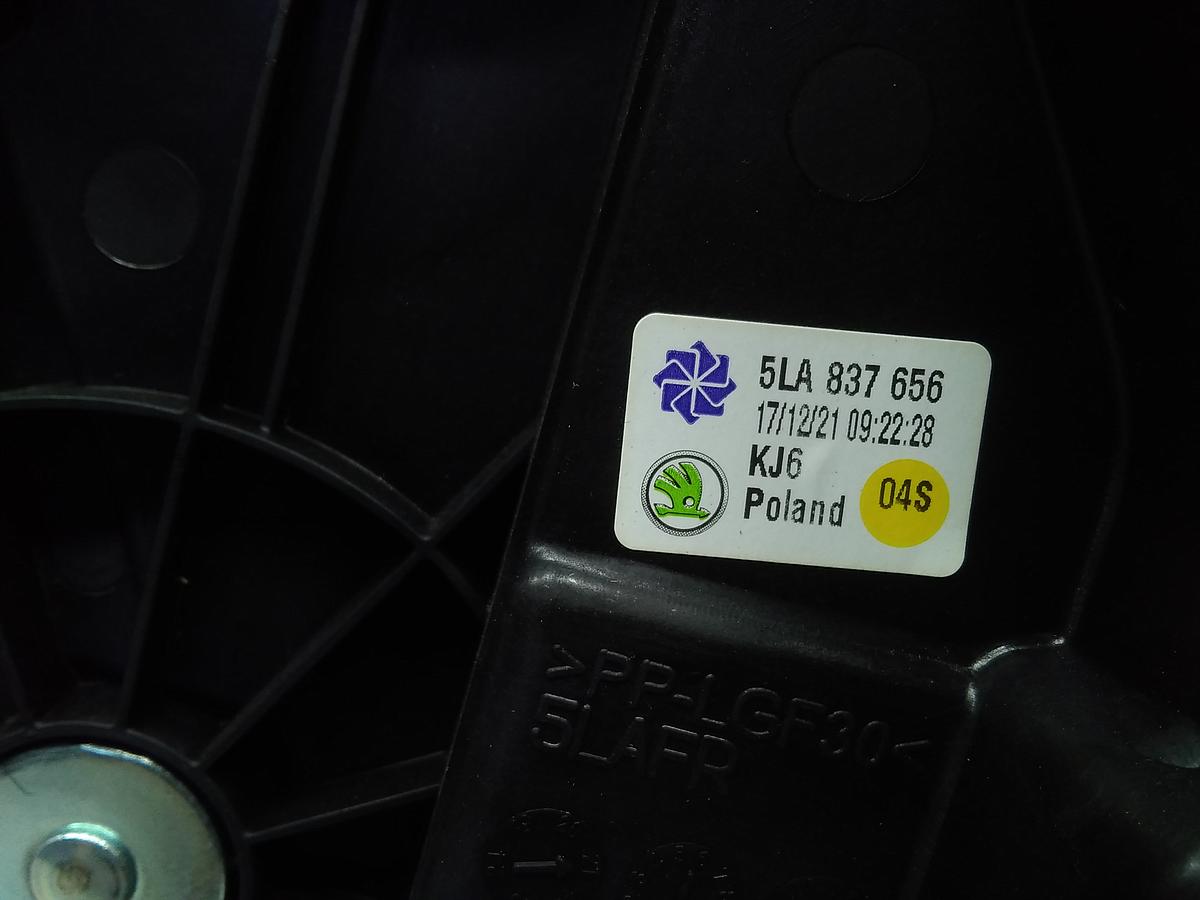 5LA 837 656
17/12/21 09:22:28
KJ6
Poland
04S
>PP-LGF30<
5LAFR